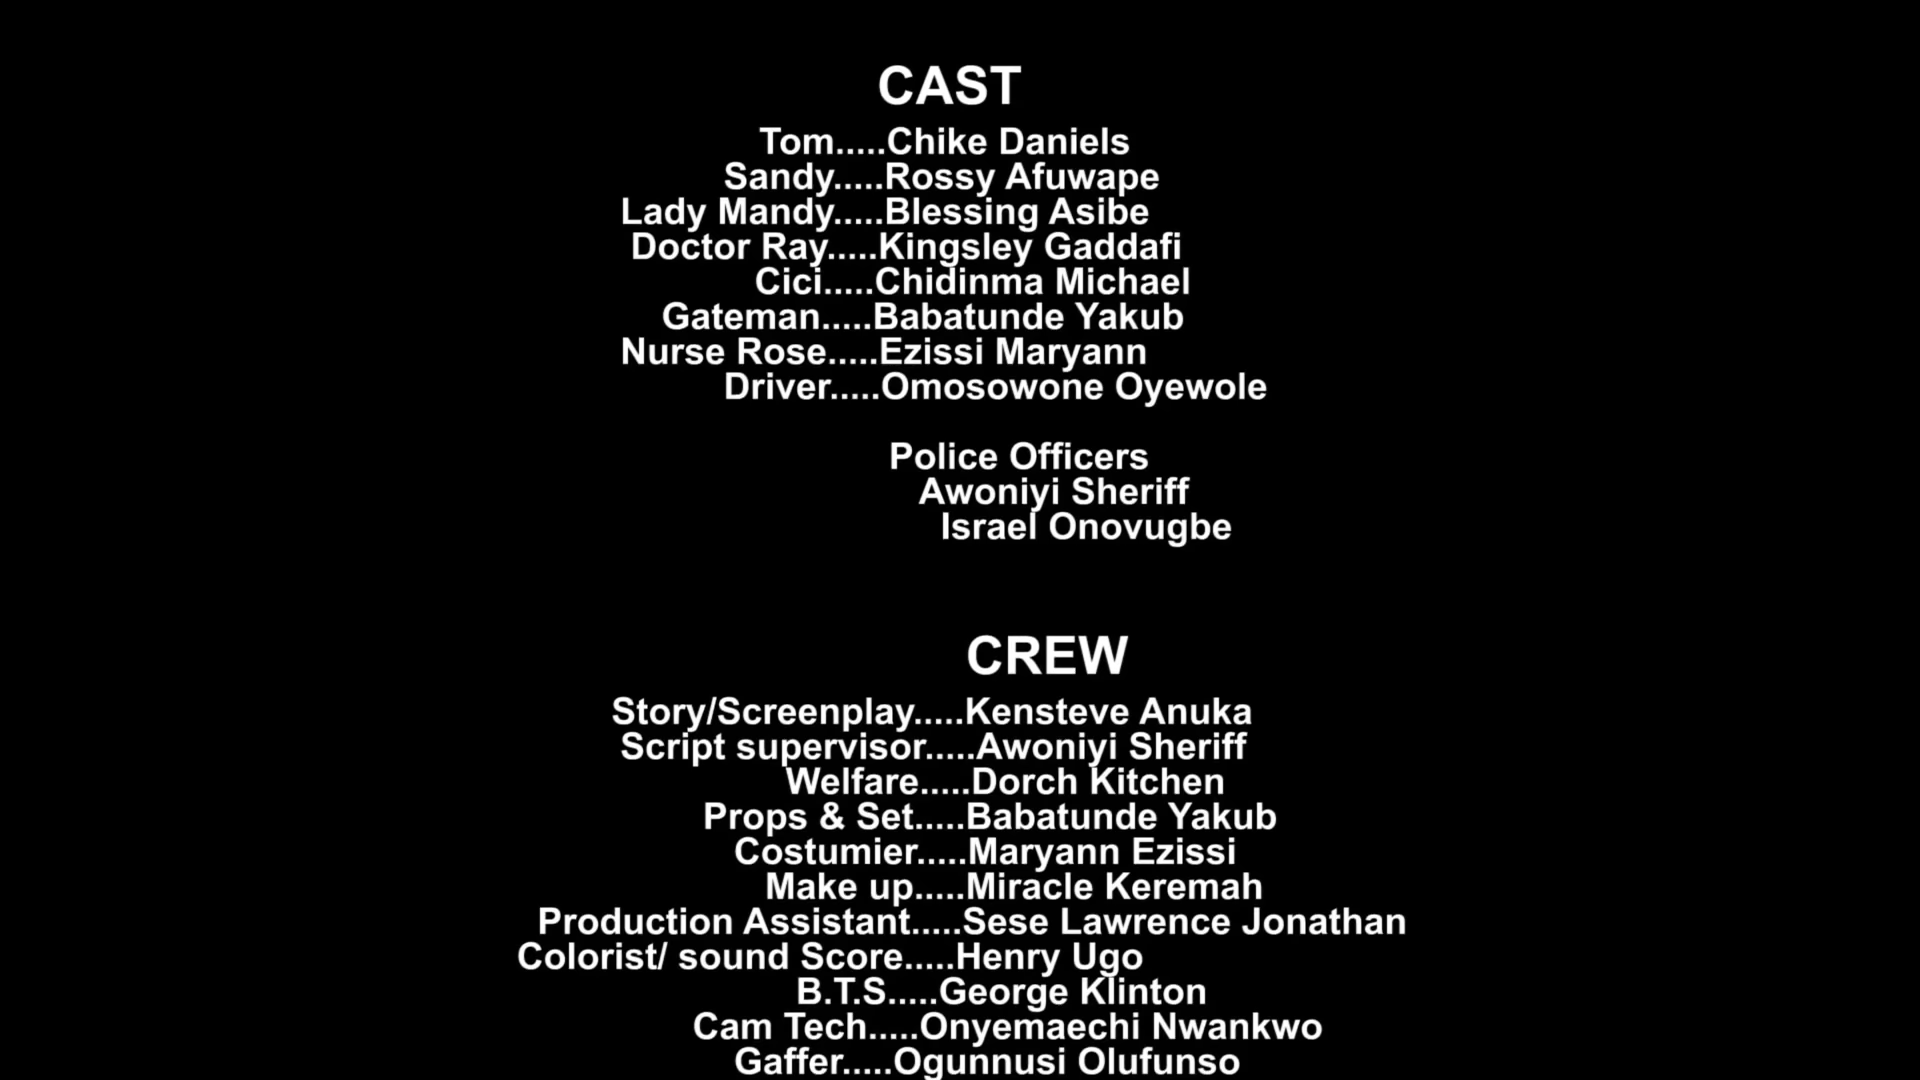 CAST
Tom.....Chike Daniels
Sandy.....Rossy Afuwape
Lady Mandy.....Blessing Asibe
Doctor Ray.....Kingsley Gaddafi
Cici.....Chidinma Michael
Gateman.....Babatunde Yakub
Nurse Rose.....Ezissi Maryann
Driver.....Omosowone Oyewole
Police Officers
Awoniyi Sheriff
Israel Onovugbe
CREW
Story/Screenplay.....Kensteve Anuka
Script supervisor.....Awoniyi Sheriff
Welfare.....Dorch Kitchen
Props & Set.....Babatunde Yakub
Costumier.....Maryann Ezissi
Make up.....Miracle Keremah
Production Assistant.....Sese Lawrence Jonathan
Colorist/ sound Score.....Henry Ugo
B.T.S.....George Klinton
Cam Tech.....Onyemaechi Nwankwo
Gaffer.....Ogunnusi Olufunso